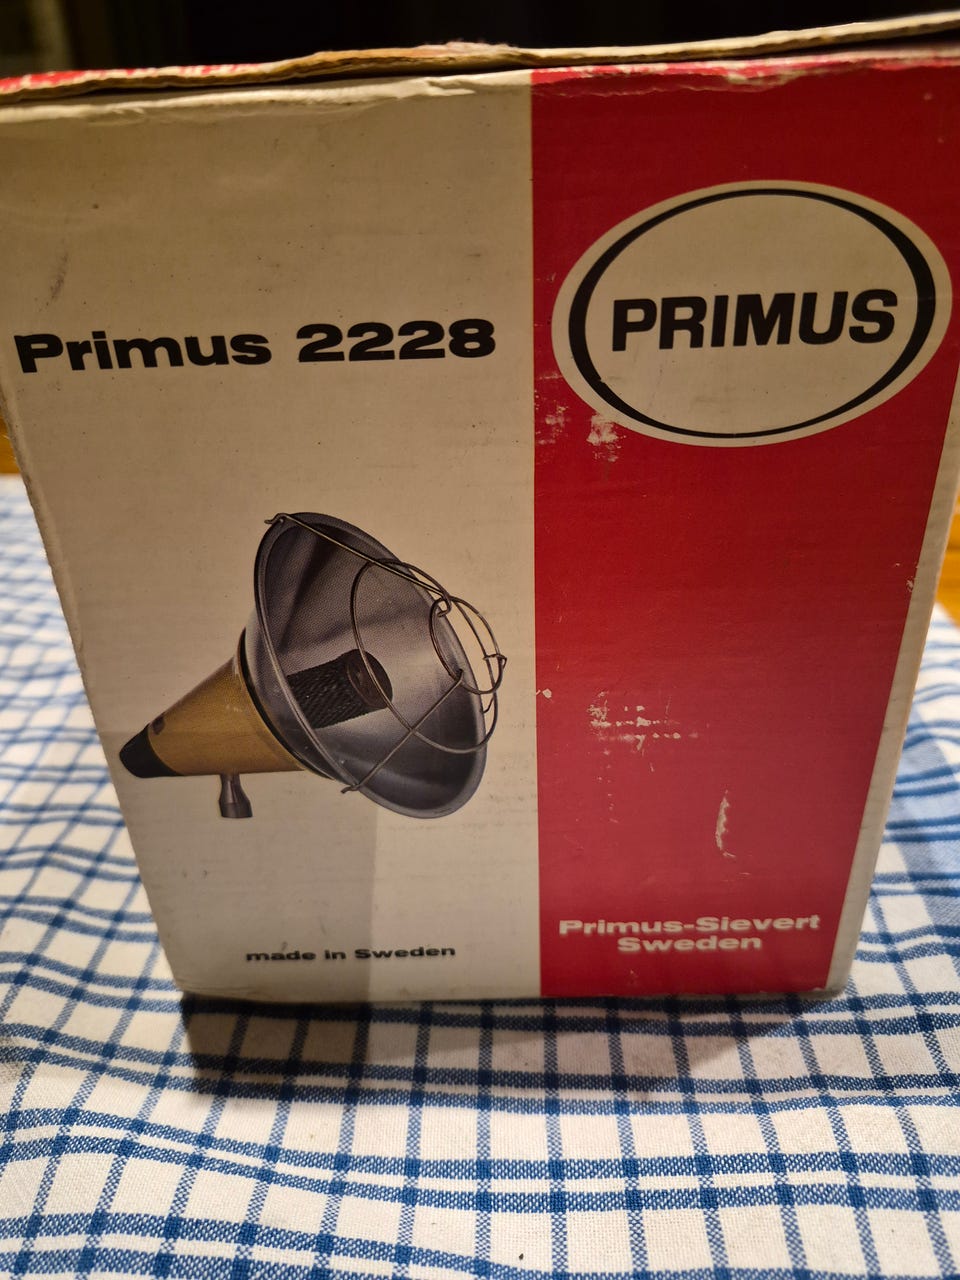 Primus 2228
PRIMUS
made in Sweden
Primus-Sievert
Sweden